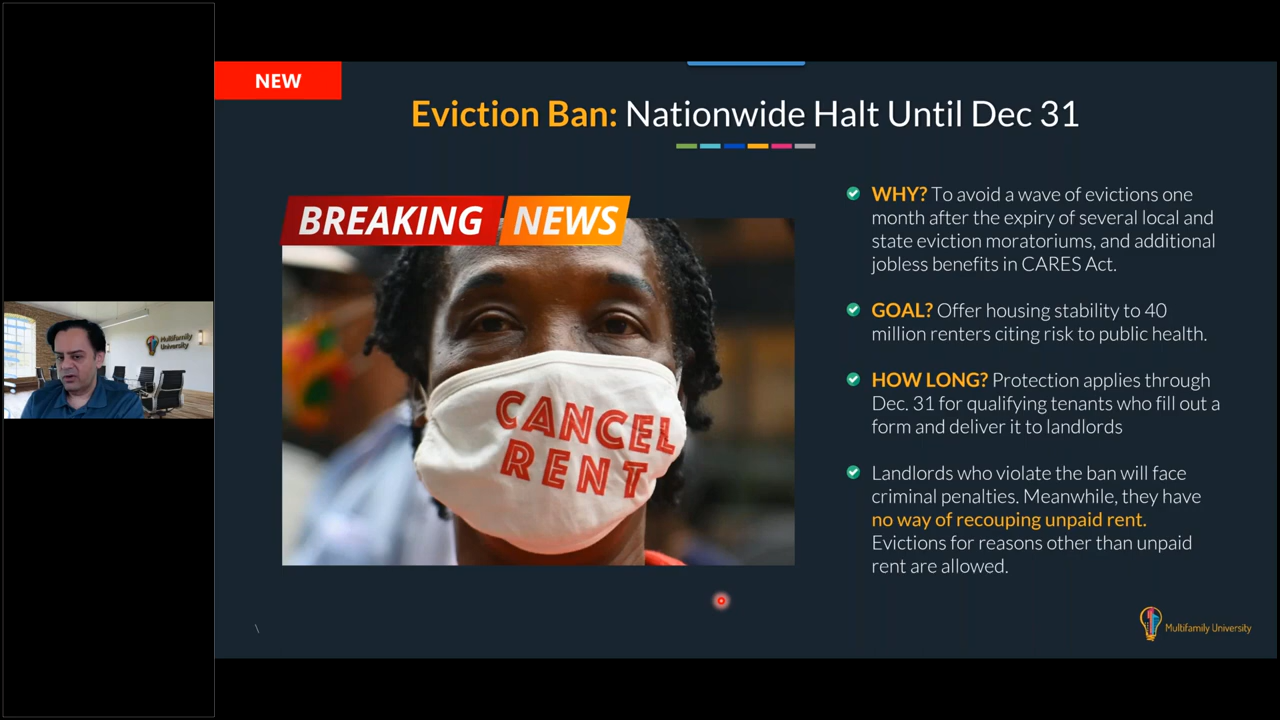 NEW
Eviction Ban: Nationwide Halt Until Dec 31
BREAKING NEWS
CANCEL
RENT
WHY? To avoid a wave of evictions one
month after the expiry of several local and
state eviction moratoriums, and additional
jobless benefits in CARES Act.
GOAL? Offer housing stability to 40
million renters citing risk to public health.
HOW LONG? Protection applies through
Dec. 31 for qualifying tenants who fill out a
form and deliver it to landlords
Landlords who violate the ban will face
criminal penalties. Meanwhile, they have
no way of recouping unpaid rent.
Evictions for reasons other than unpaid
rent are allowed.
Multifamily
University
\
Multifamily University